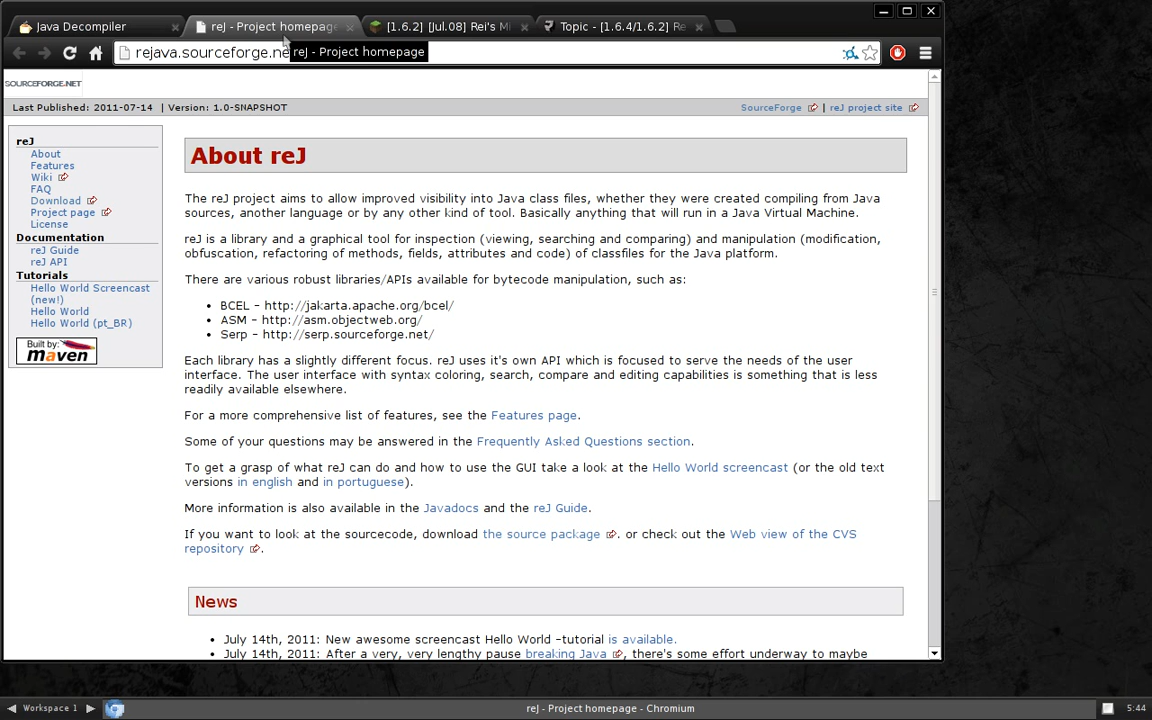 Java Decompiler
reJ - Project homepage
[1.6.2] [Jul.08] Rei's Mi
Topic - [1.6.4/1.6.2] Re
rejava.sourceforge.ne
reJ - Project homepage
SOURCEFORGE.NET
Last Published: 2011-07-14 | Version: 1.0-SNAPSHOT
SourceForge | reJ project site
reJ
About
Features
Wiki
FAQ
Download
Project page
License
Documentation
reJ Guide
reJ API
Tutorials
Hello World Screencast
(new!)
Hello World
Hello World (pt_BR)
Built by:
maven
About reJ
The reJ project aims to allow improved visibility into Java class files, whether they were created compiling from Java
sources, another language or by any other kind of tool. Basically anything that will run in a Java Virtual Machine.
reJ is a library and a graphical tool for inspection (viewing, searching and comparing) and manipulation (modification,
obfuscation, refactoring of methods, fields, attributes and code) of classfiles for the Java platform.
There are various robust libraries/APIs available for bytecode manipulation, such as:
• BCEL - http://jakarta.apache.org/bcel/
• ASM - http://asm.objectweb.org/
• Serp - http://serp.sourceforge.net/
Each library has a slightly different focus. reJ uses it's own API which is focused to serve the needs of the user
interface. The user interface with syntax coloring, search, compare and editing capabilities is something that is less
readily available elsewhere.
For a more comprehensive list of features, see the Features page.
Some of your questions may be answered in the Frequently Asked Questions section.
To get a grasp of what reJ can do and how to use the GUI take a look at the Hello World screencast (or the old text
versions in english and in portuguese).
More information is also available in the Javadocs and the reJ Guide.
If you want to look at the sourcecode, download the source package . or check out the Web view of the CVS
repository .
News
• July 14th, 2011: New awesome screencast Hello World -tutorial is available.
• July 14th, 2011: After a very, very lengthy pause breaking Java , there's some effort underway to maybe
Workspace 1
reJ - Project homepage - Chromium
5:44